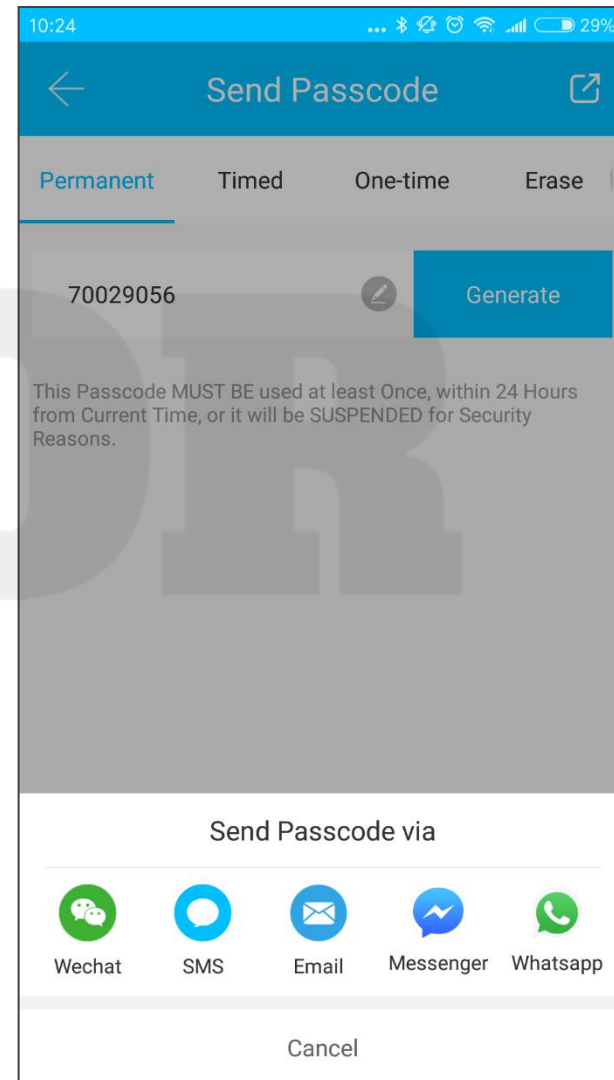 10:24 ... 29%
Send Passcode
Permanent Timed One-time Erase
70029056 Generate
This Passcode MUST BE used at least Once, within 24 Hours
from Current Time, or it will be SUSPENDED for Security
Reasons.
OR
Send Passcode via
Wechat SMS Email Messenger Whatsapp
Cancel